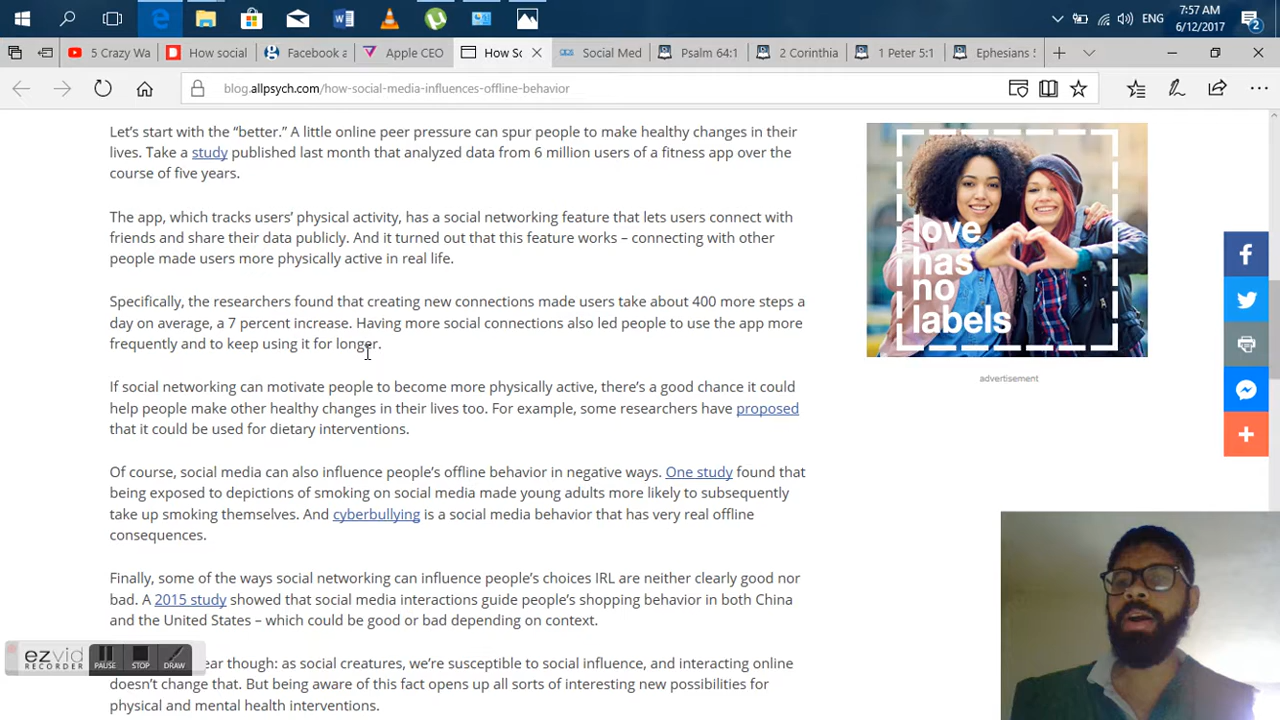 7:57 AM
ENG
6/12/2017
2
5 Crazy Wa
How social
Facebook a
Apple CEO
How Sc
Social Med
Psalm 64:1
2 Corinthia
1 Peter 5:1
Ephesians 5
blog.allpsych.com/how-social-media-influences-offline-behavior
Let's start with the “better.” A little online peer pressure can spur people to make healthy changes in their
lives. Take a study published last month that analyzed data from 6 million users of a fitness app over the
course of five years.
The app, which tracks users’ physical activity, has a social networking feature that lets users connect with
friends and share their data publicly. And it turned out that this feature works – connecting with other
people made users more physically active in real life.
Specifically, the researchers found that creating new connections made users take about 400 more steps a
day on average, a 7 percent increase. Having more social connections also led people to use the app more
frequently and to keep using it for longer.
If social networking can motivate people to become more physically active, there’s a good chance it could
help people make other healthy changes in their lives too. For example, some researchers have proposed
that it could be used for dietary interventions.
Of course, social media can also influence people’s offline behavior in negative ways. One study found that
being exposed to depictions of smoking on social media made young adults more likely to subsequently
take up smoking themselves. And cyberbullying is a social media behavior that has very real offline
consequences.
Finally, some of the ways social networking can influence people’s choices IRL are neither clearly good nor
bad. A 2015 study showed that social media interactions guide people’s shopping behavior in both China
and the United States – which could be good or bad depending on context.
ear though: as social creatures, we’re susceptible to social influence, and interacting online
doesn’t change that. But being aware of this fact opens up all sorts of interesting new possibilities for
physical and mental health interventions.
love
has
no
labels
advertisement
ezvid
RECORDER
PAUSE
STOP
DRAW